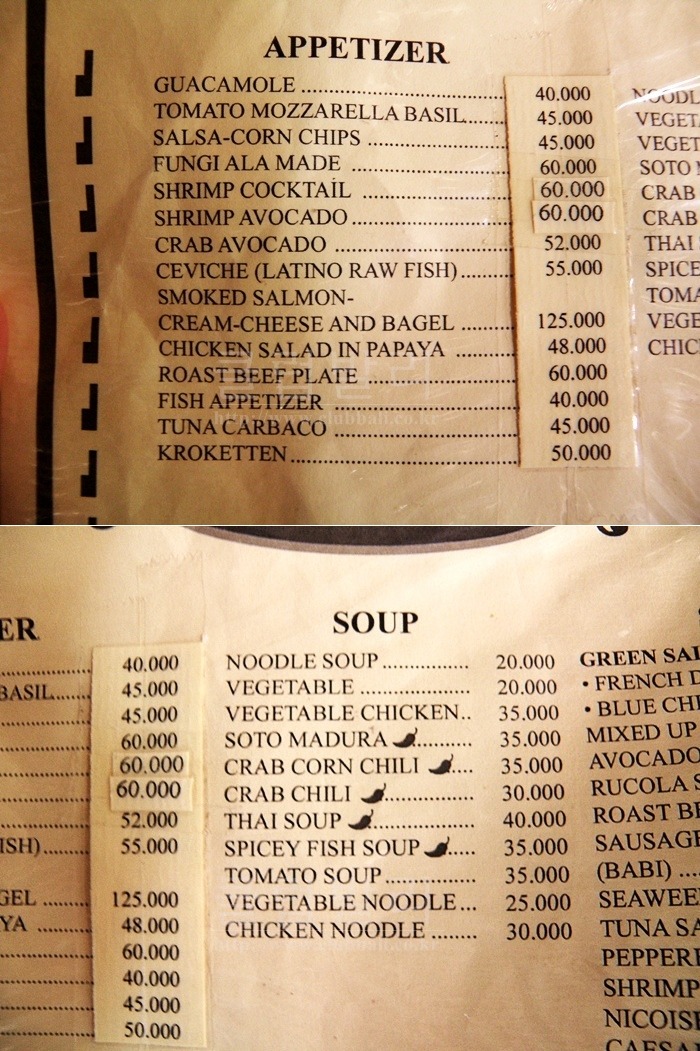 APPETIZER
GUACAMOLE ........ 40.000
TOMATO MOZZARELLA BASIL ........ 45.000
SALSA-CORN CHIPS ........ 45.000
FUNGI ALA MADE ........ 60.000
SHRIMP COCKTAİL ........ 60.000
SHRIMP AVOCADO ........ 60.000
CRAB AVOCADO ........ 52.000
CEVICHE (LATINO RAW FISH) ........ 55.000
SMOKED SALMON-
CREAM-CHEESE AND BAGEL ........ 125.000
CHICKEN SALAD IN PAPAYA ........ 48.000
ROAST BEEF PLATE ........ 60.000
FISH APPETIZER ........ 40.000
TUNA CARBACO ........ 45.000
KROKETTEN ........ 50.000
NOODL
VEGET
VEGET
SOTO
CRAB
CRAB
THAI
SPICE
TOMA
VEGE
CHIC
ER
40.000
BASIL ........ 45.000
45.000
60.000
60.000
60.000
52.000
ISH) ........ 55.000
GEL ........ 125.000
YA ........ 48.000
60.000
40.000
45.000
50.000
SOUP
NOODLE SOUP ........ 20.000
VEGETABLE ........ 20.000
VEGETABLE CHICKEN.. 35.000
SOTO MADURA ........ 35.000
CRAB CORN CHILI .... 35.000
CRAB CHILI ........ 30.000
THAI SOUP ........ 40.000
SPICEY FISH SOUP ..... 35.000
TOMATO SOUP ........ 35.000
VEGETABLE NOODLE ... 25.000
CHICKEN NOODLE ........ 30.000
GREEN SAL
• FRENCH D
• BLUE CHE
MIXED UP
AVOCADO
RUCOLA S
ROAST BE
SAUSAGE
(BABI) ....
SEAWEE
TUNA SA
PEPPER
SHRIMP
NICOIS
CAESA